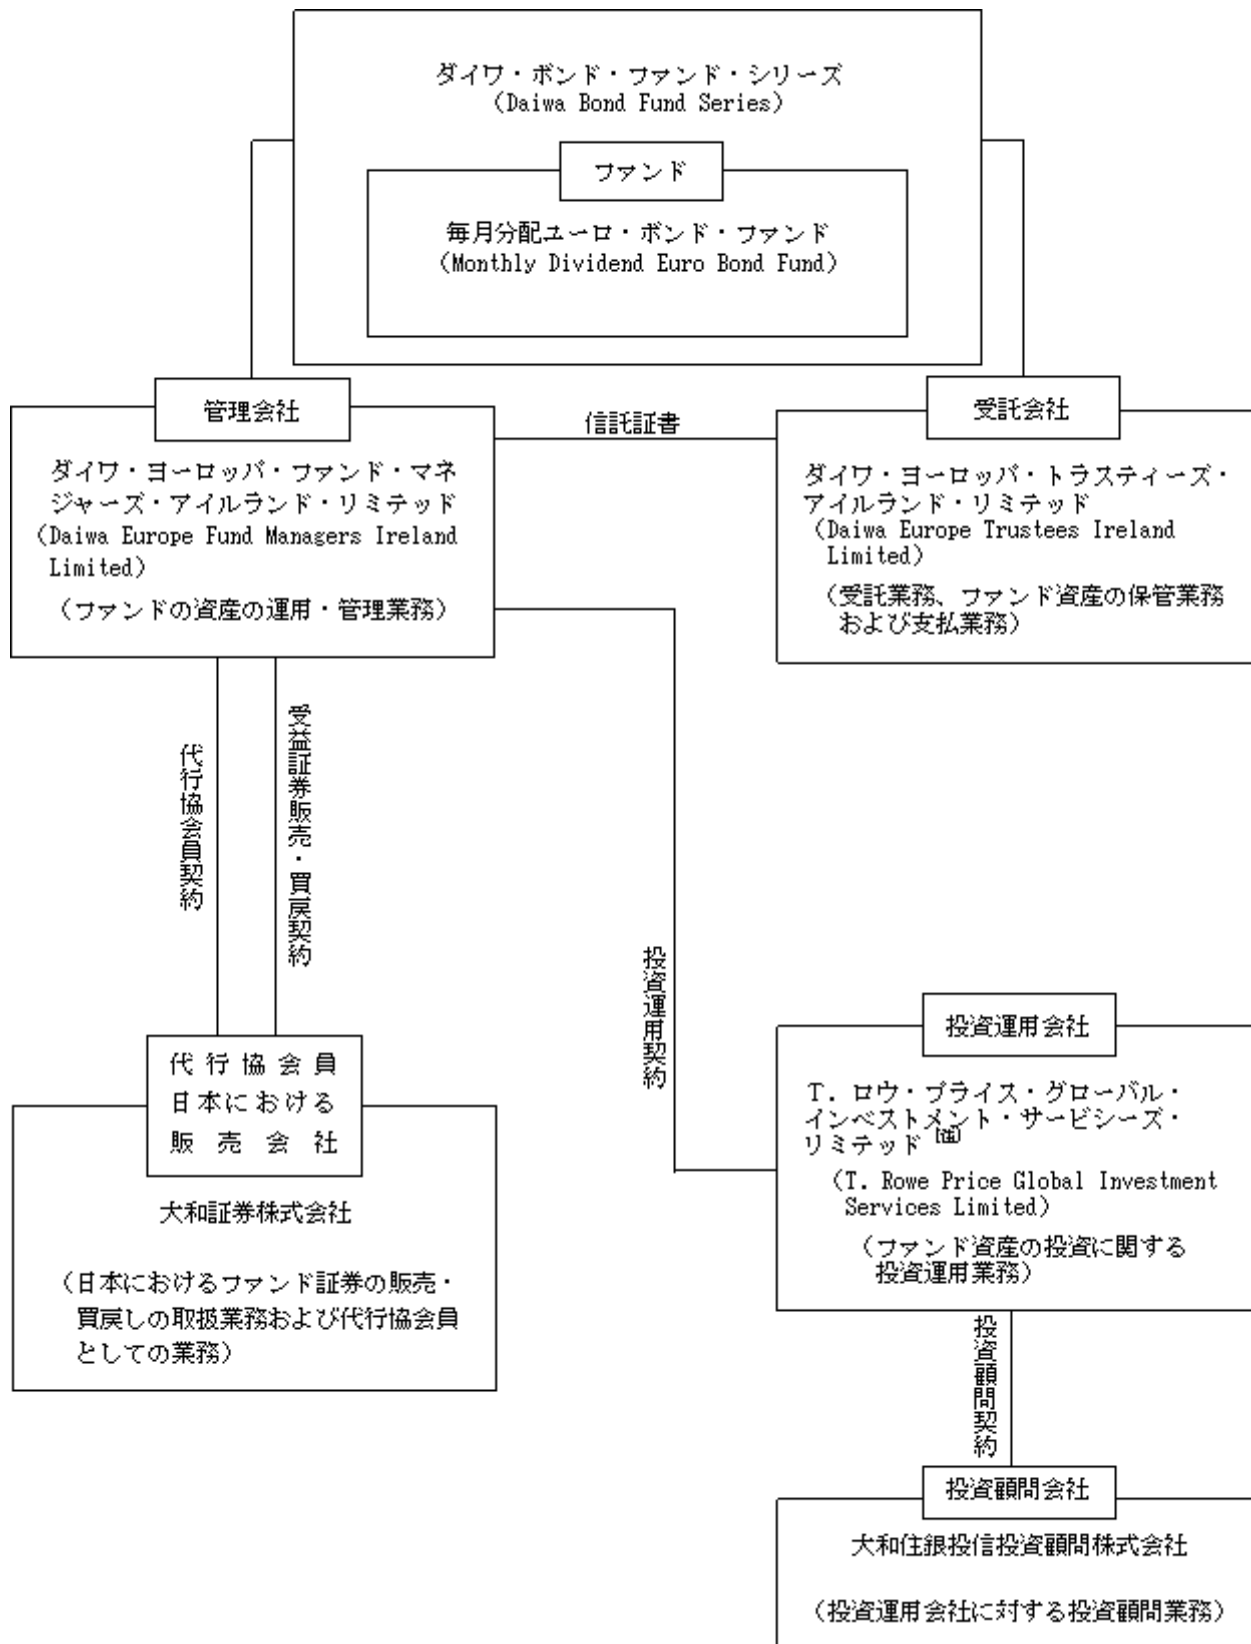 ダイワ・ボンド・ファンド・シリーズ
(Daiwa Bond Fund Series)
ファンド
毎月分配ユーロ・ボンド・ファンド
(Monthly Dividend Euro Bond Fund)
管理会社
ダイワ・ヨーロッパ・ファンド・マネ
ジャーズ・アイルランド・リミテッド
(Daiwa Europe Fund Managers Ireland
Limited)
(ファンドの資産の運用・管理業務)
信託証書
受託会社
ダイワ・ヨーロッパ・トラスティーズ・
アイルランド・リミテッド
(Daiwa Europe Trustees Ireland
Limited)
(受託業務、ファンド資産の保管業務
および支払業務)
代行協会員契約
受益証券販売・買戻契約
投資運用契約
代行協会員
日本における
販売会社
大和証券株式会社
(日本におけるファンド証券の販売・
買戻しの取扱業務および代行協会員
としての業務)
投資運用会社
T. ロウ・プライス・グローバル・
インベストメント・サービシーズ・
リミテッド
(T. Rowe Price Global Investment
Services Limited)
(ファンド資産の投資に関する
投資運用業務)
投資顧問契約
投資顧問会社
大和住銀投信投資顧問株式会社
(投資運用会社に対する投資顧問業務)